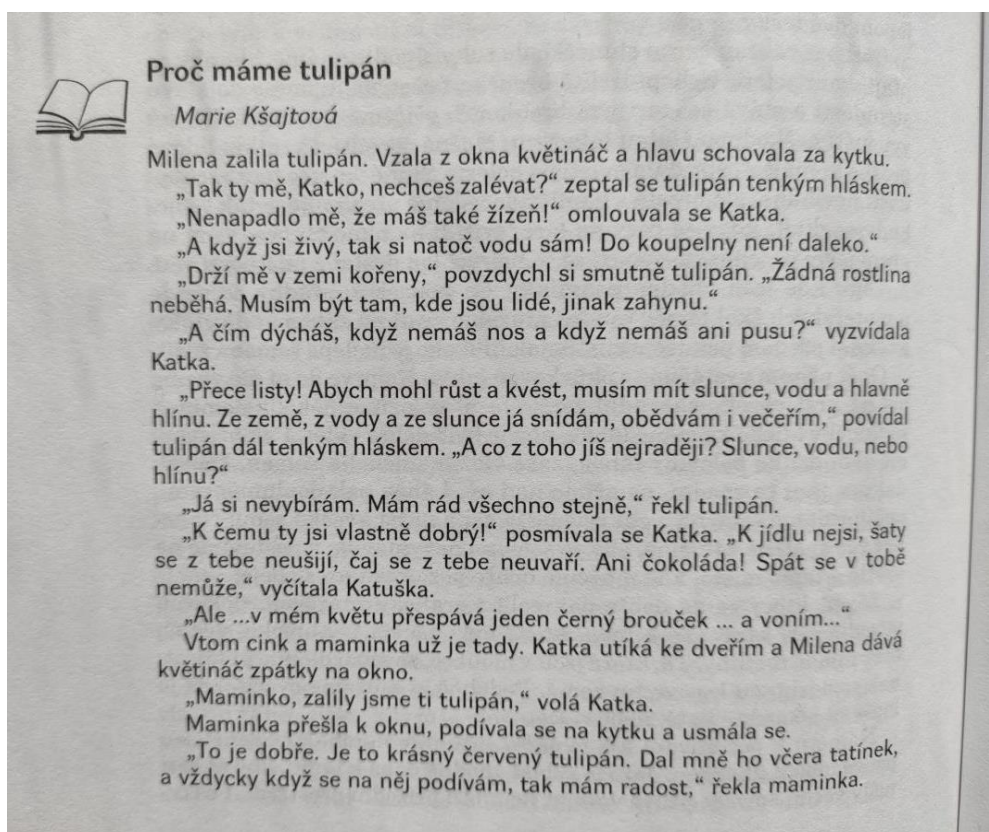 Proč máme tulipán
Marie Kšajtová
Milena zalila tulipán. Vzala z okna květináč a hlavu schovala za kytku.
„Tak ty mě, Katko, nechceš zalévat?“ zeptal se tulipán tenkým hláskem.
„Nenapadlo mě, že máš také žízeň!“ omlouvala se Katka.
„A když jsi živý, tak si natoč vodu sám! Do koupelny není daleko.“
„Drží mě v zemi kořeny,“ povzdychl si smutně tulipán. „Žádná rostlina
neběhá. Musím být tam, kde jsou lidé, jinak zahynu.“
„A čím dýcháš, když nemáš nos a když nemáš ani pusu?“ vyzvídala
Katka.
„Přece listy! Abych mohl růst a kvést, musím mít slunce, vodu a hlavně
hlínu. Ze země, z vody a ze slunce já snídám, obědvám i večeřím,“ povídal
tulipán dál tenkým hláskem. „A co z toho jíš nejraději? Slunce, vodu, nebo
hlínu?“
„Já si nevybírám. Mám rád všechno stejně,“ řekl tulipán.
„K čemu ty jsi vlastně dobrý!“ posmívala se Katka. „K jídlu nejsi, šaty
se z tebe neušijí, čaj se z tebe neuvaří. Ani čokoláda! Spát se v tobě
nemůže,“ vyčítala Katuška.
„Ale ...v mém květu přespává jeden černý brouček ... a voním...“
Vtom cink a maminka už je tady. Katka utíká ke dveřím a Milena dává
květináč zpátky na okno.
„Maminko, zalily jsme ti tulipán,“ volá Katka.
Maminka přešla k oknu, podívala se na kytku a usmála se.
„To je dobře. Je to krásný červený tulipán. Dal mně ho včera tatínek,
a vždycky když se na něj podívám, tak mám radost,“ řekla maminka.